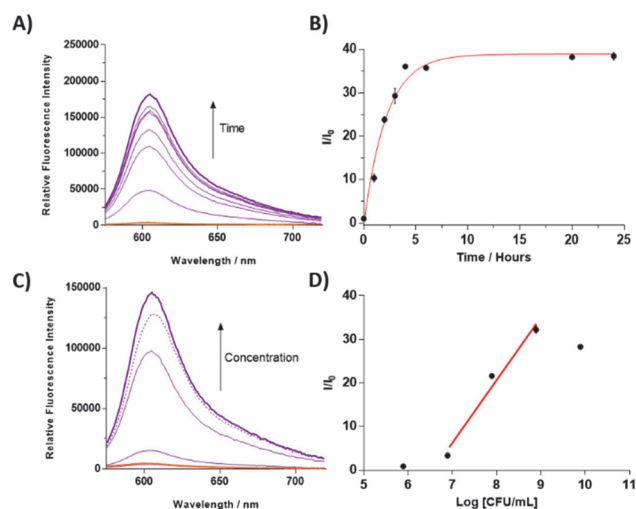 A)
250000
200000
150000
100000
50000
0
600
650
700
Relative Fluorescence Intensity
Time
Wavelength / nm
B)
40
30
20
10
0
0
5
10
15
20
25
I/I0
Time / Hours
C)
150000
100000
50000
0
600
650
700
Relative Fluorescence Intensity
Concentration
Wavelength / nm
D)
40
30
20
10
0
5
6
7
8
9
10
11
I/I0
Log [CFU/mL]